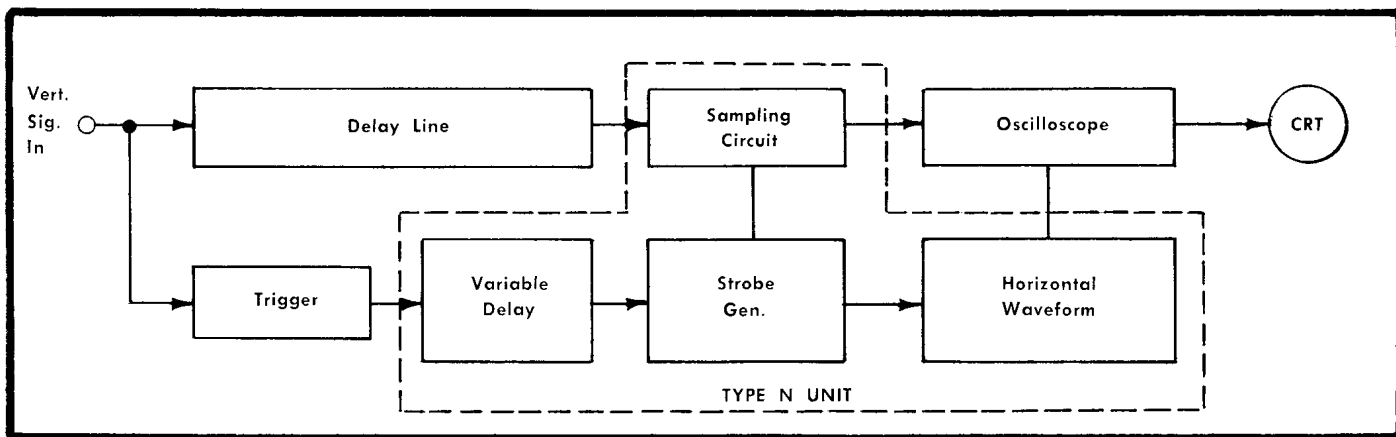 Vert.
Sig.
In
Delay Line
Sampling
Circuit
Oscilloscope
CRT
Trigger
Variable
Delay
Strobe
Gen.
Horizontal
Waveform
TYPE N UNIT